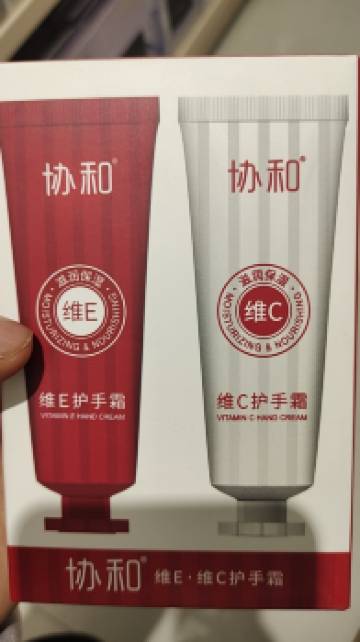 协和®
滋润保湿
维E
MOISTURIZING & NOURISHING
维E护手霜
VITAMIN E HAND CREAM
协和®
滋润保湿
维C
MOISTURIZING & NOURISHING
维C护手霜
VITAMIN C HAND CREAM
协和® 维E·维C护手霜